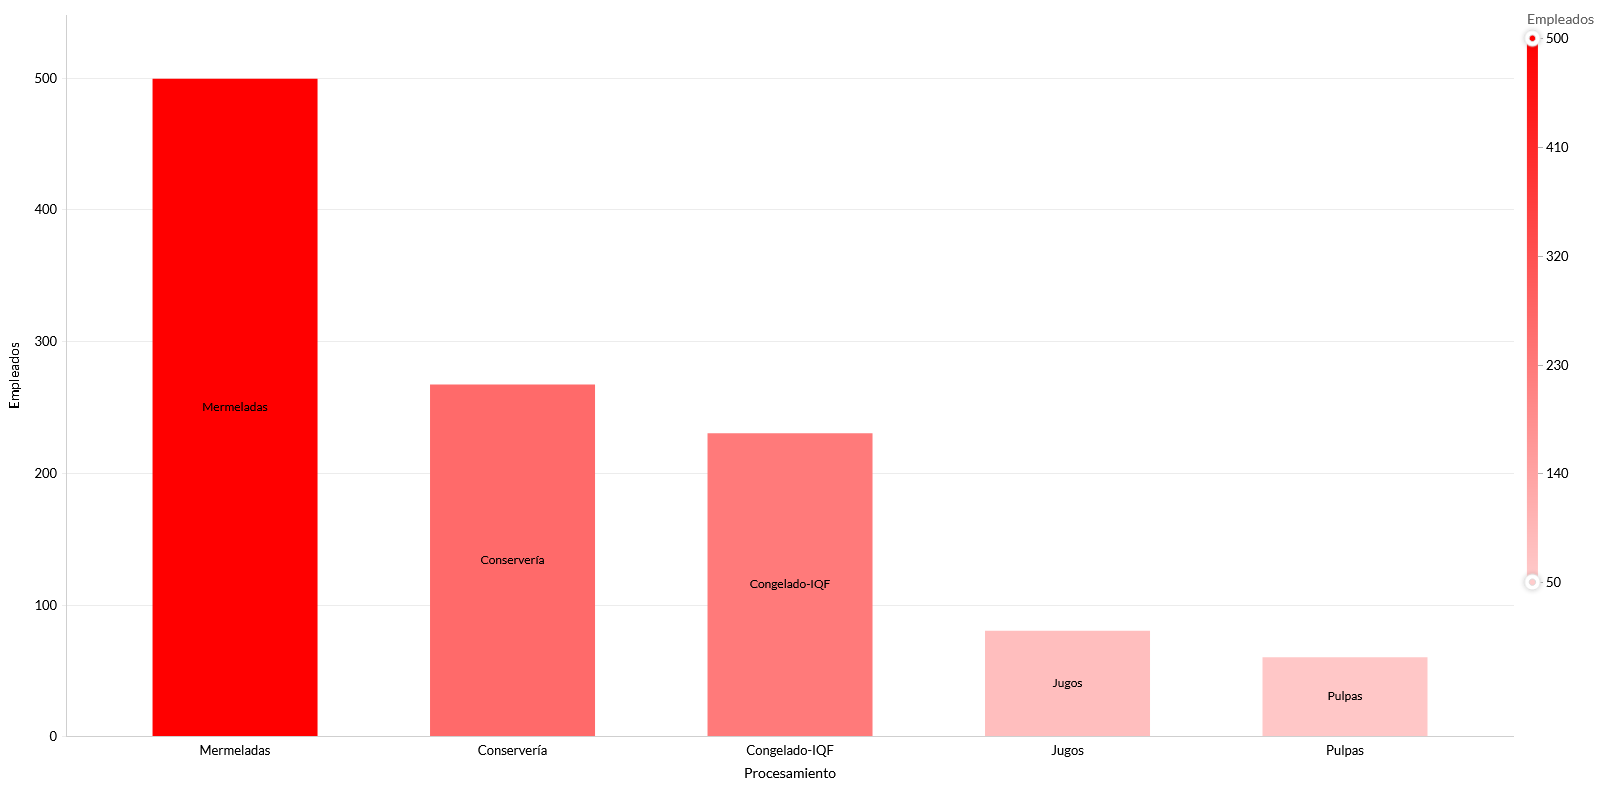 Empleados
500
410
320
230
140
50
Empleados
500
400
300
200
100
0
Mermeladas
Conservería
Congelado-IQF
Jugos
Pulpas
Mermeladas
Conservería
Congelado-IQF
Jugos
Pulpas
Procesamiento